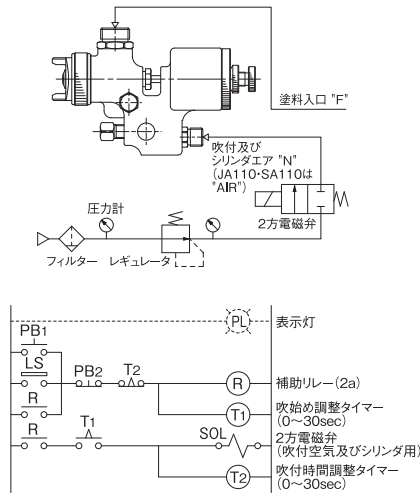 塗料入口 "F"
吹付及び
シリンダエア "N"
(JA110・SA110は
"AIR")
2方電磁弁
圧力計
フィルター
レギュレータ
PL
表示灯
PB1
LS
PB2
T2
R
R
補助リレー(2a)
T1
吹始め調整タイマー
(0〜30sec)
R
T1
SOL
2方電磁弁
(吹付空気及びシリンダ用)
T2
吹付時間調整タイマー
(0〜30sec)